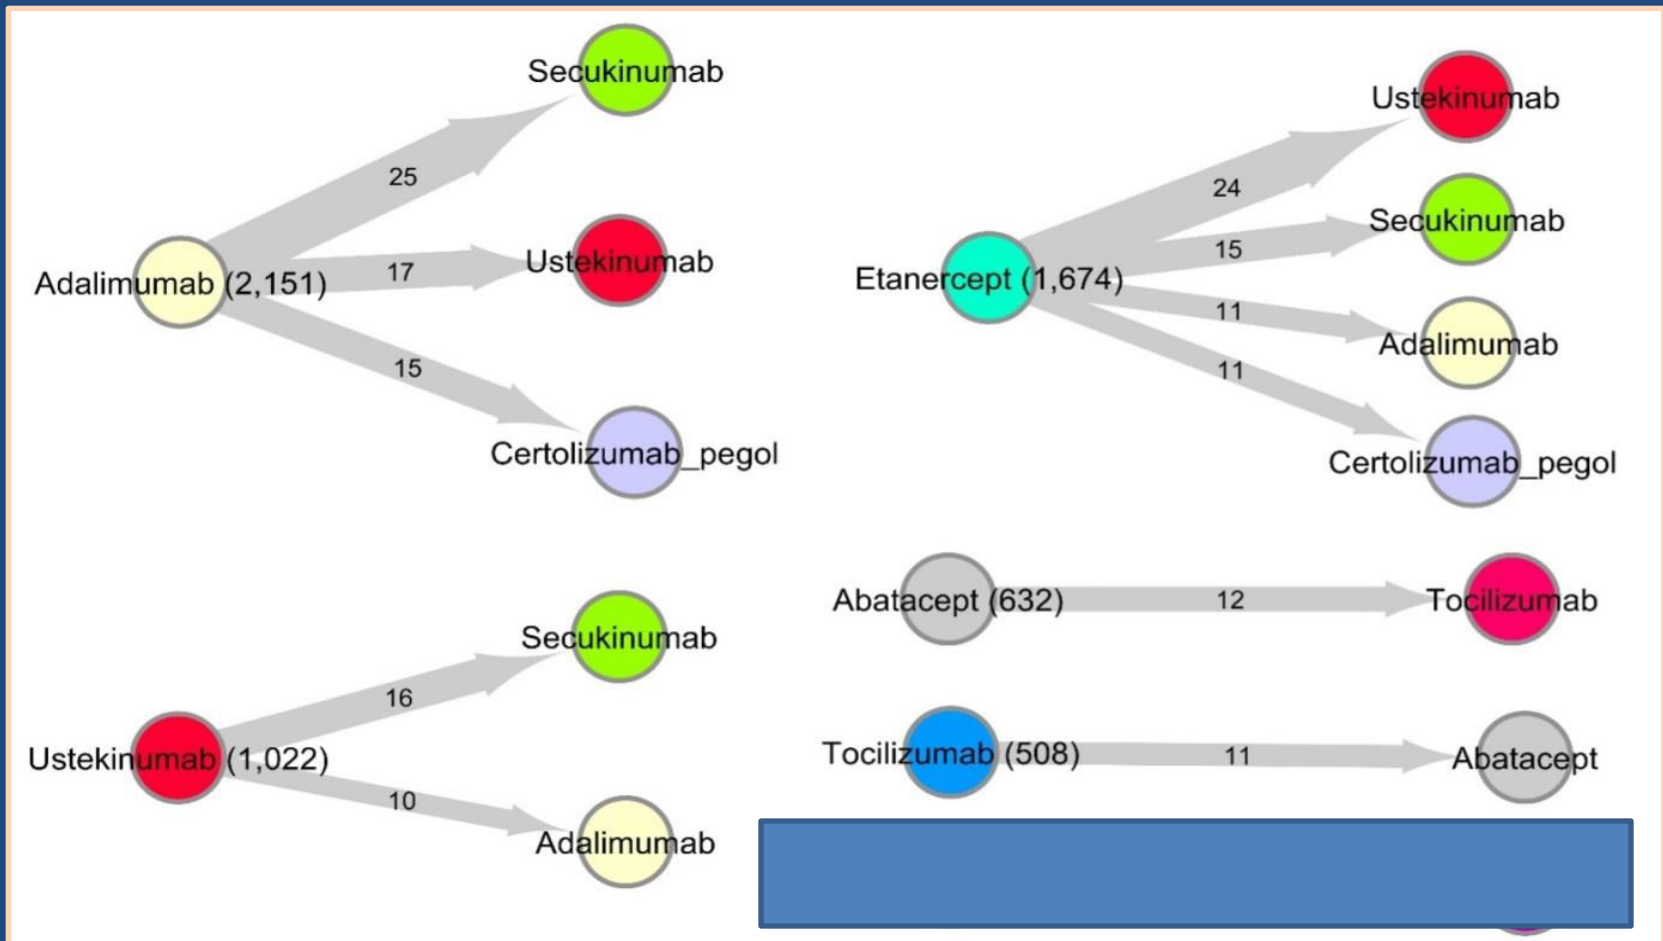 Secukinumab
25
Ustekinumab
17
Adalimumab (2,151)
15
Certolizumab_pegol
Ustekinumab
24
Secukinumab
15
Etanercept (1,674)
11
Adalimumab
11
Certolizumab_pegol
Secukinumab
16
Ustekinumab (1,022)
10
Adalimumab
Abatacept (632)
12
Tocilizumab
Tocilizumab (508)
11
Abatacept